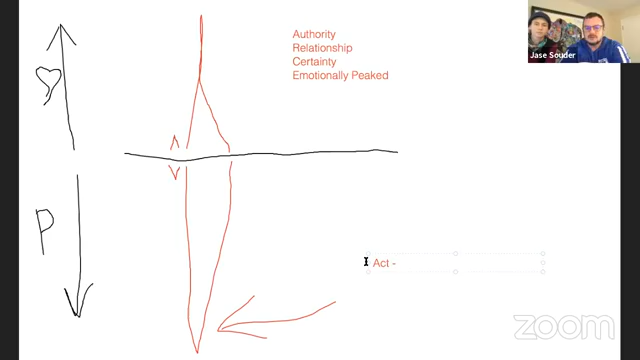 Authority
Relationship
Certainty
Emotionally Peaked
Jase Souder
P
Act -
zoom